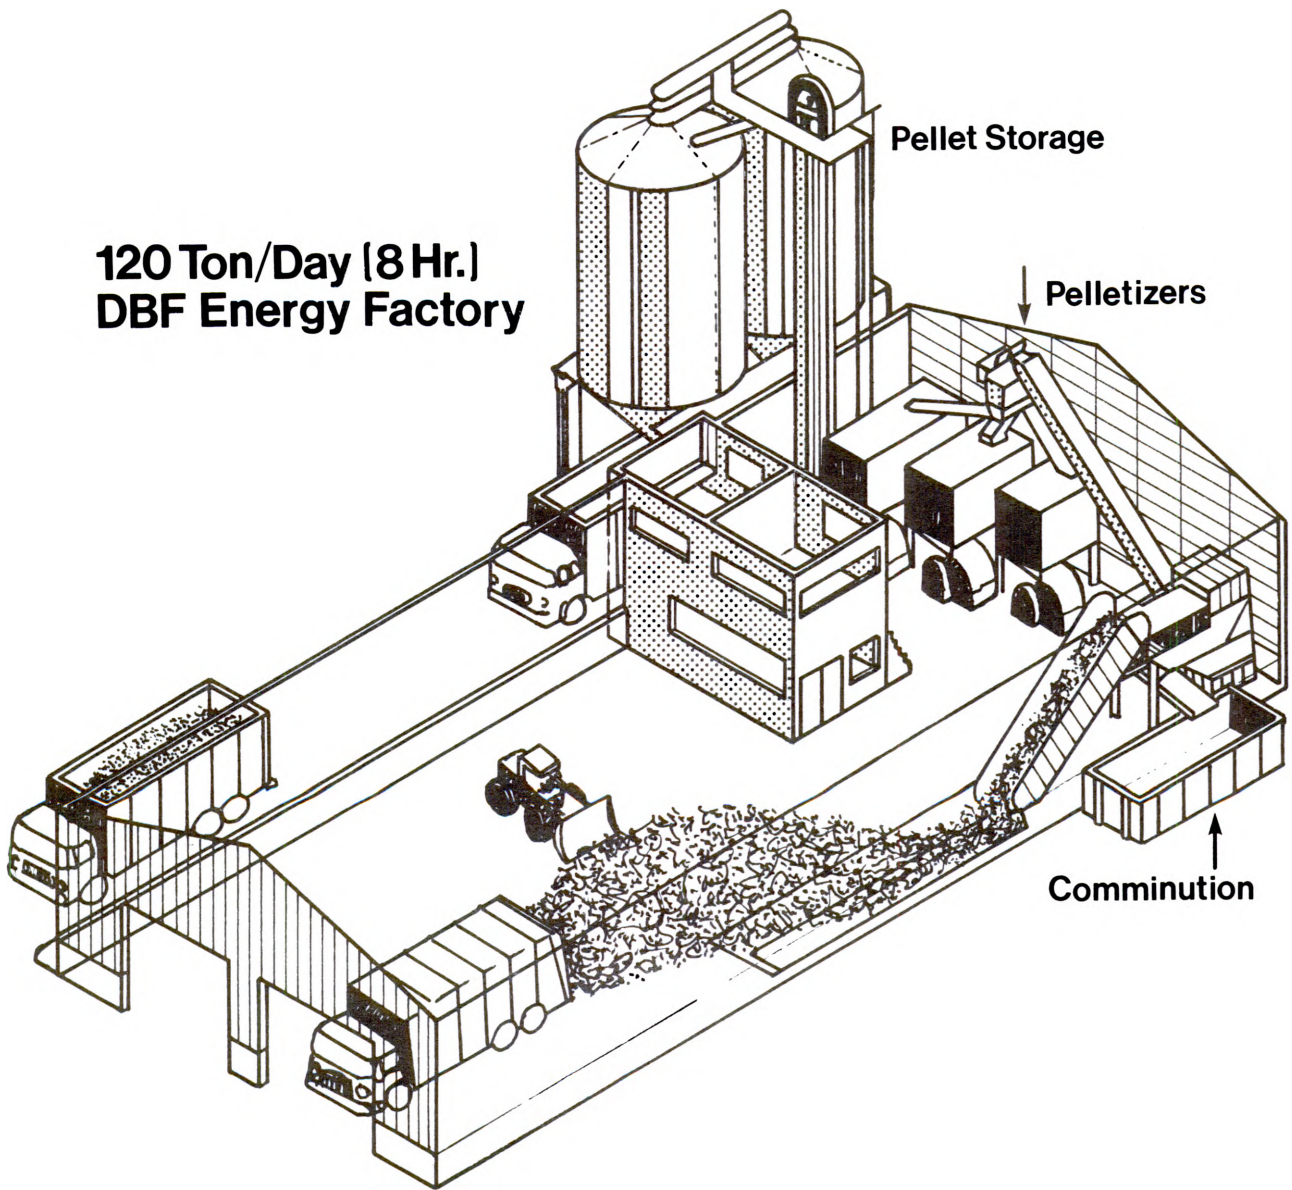 Pellet Storage
120 Ton/Day (8 Hr.)
DBF Energy Factory
Pelletizers
Comminution